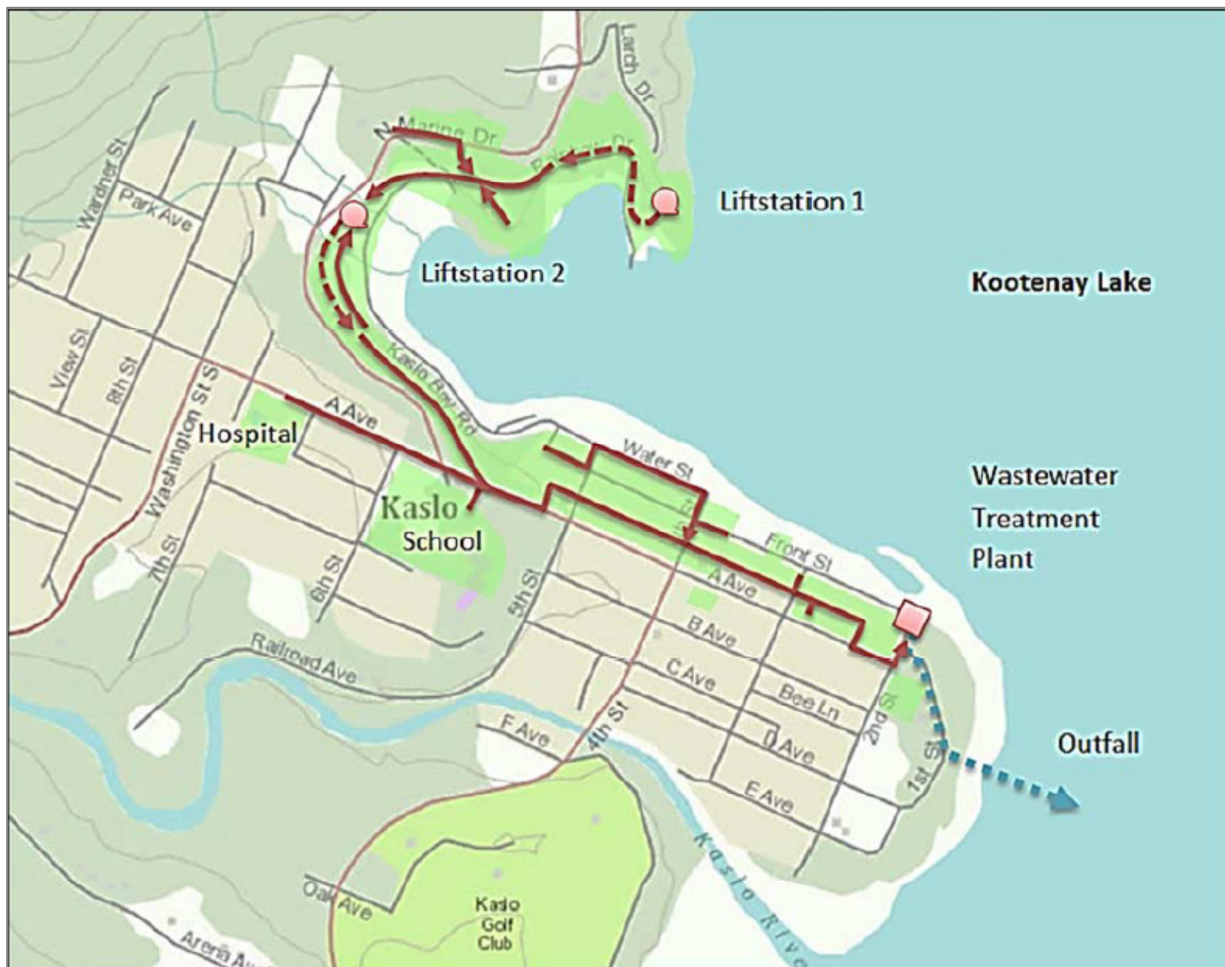 Larch Dr
N Marine Dr
Wardner St
Park Ave
Liftstation 1
Liftstation 2
Kootenay Lake
View St
8th St
Washington St S
A Ave
Kaslo Bay Rd
Hospital
Water St
Wastewater
Treatment
Plant
Kaslo
School
Front St
7th St
6th St
5th St
A Ave
B Ave
C Ave
Bee Ln
D Ave
2nd St
1st St
E Ave
Railroad Ave
F Ave
4th St
Outfall
Kaslo River
Oak Ave
Kaslo
Golf
Club
Arena Ave